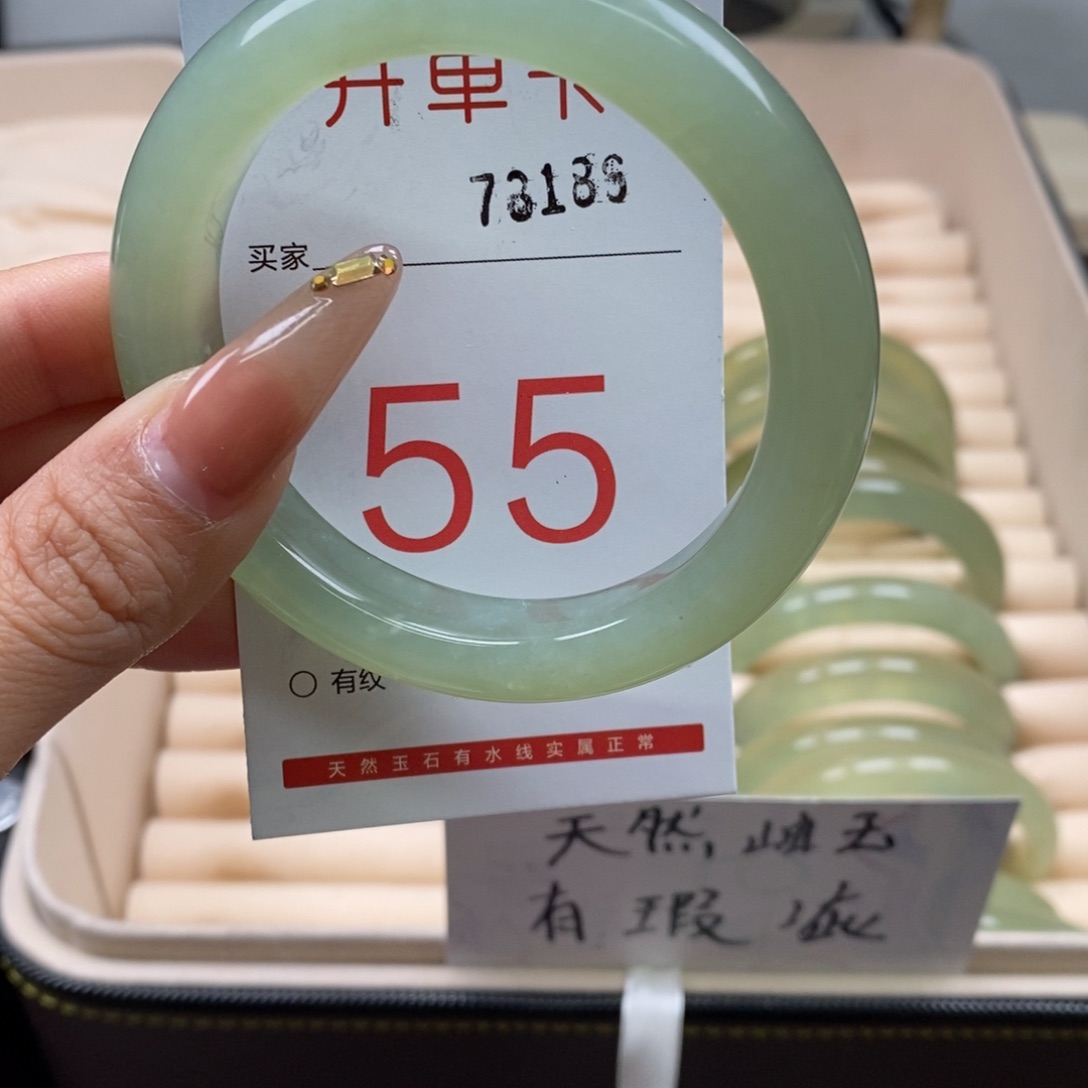 开单卡
73189
买家
55
有纹
天然玉石有水线实属正常
天然岫玉
有瑕疵